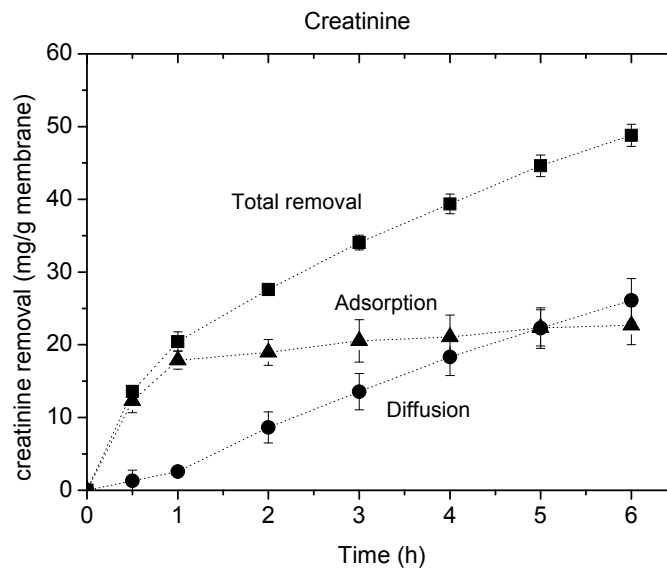 Creatinine
60
50
40
30
20
10
0
creatinine removal (mg/g membrane)
Total removal
Adsorption
Diffusion
0 1 2 3 4 5 6
Time (h)